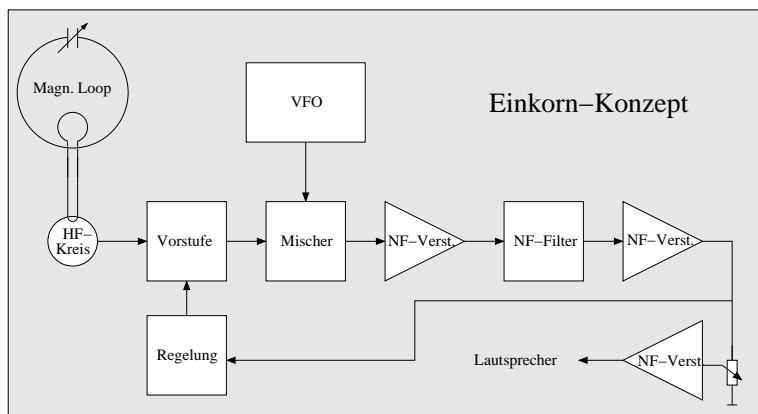 Magn. Loop
VFO
Einkorn−Konzept
HF−
Kreis
Vorstufe
Mischer
NF−Verst.
NF−Filter
NF−Verst.
Regelung
Lautsprecher
NF−Verst.